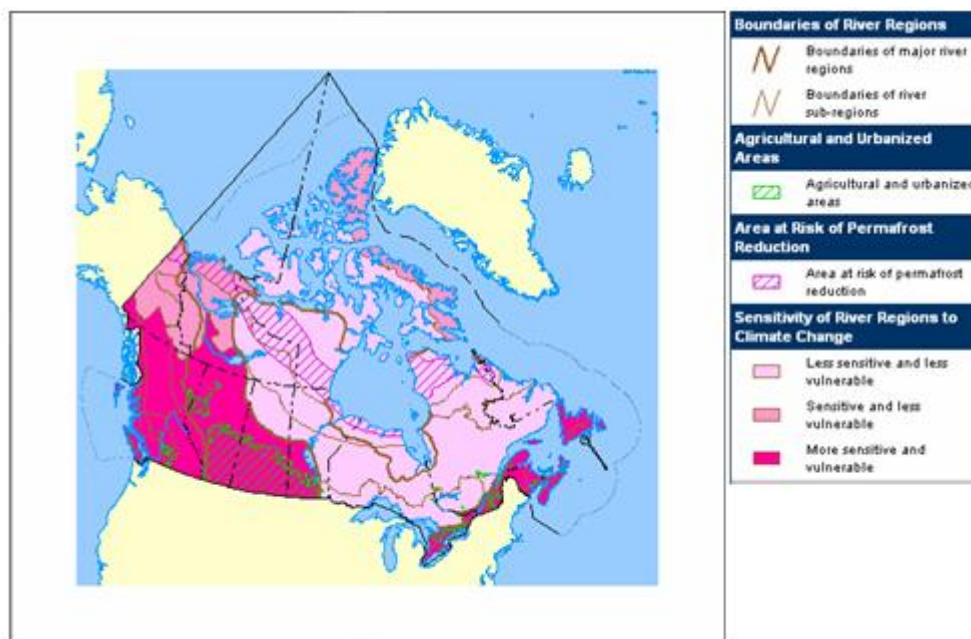 Boundaries of River Regions
Boundaries of major river
regions
Boundaries of river
sub-regions
Agricultural and Urbanized
Areas
Agricultural and urbanized
areas
Area at Risk of Permafrost
Reduction
Area at risk of permafrost
reduction
Sensitivity of River Regions to
Climate Change
Less sensitive and less
vulnerable
Sensitive and less
vulnerable
More sensitive and
vulnerable